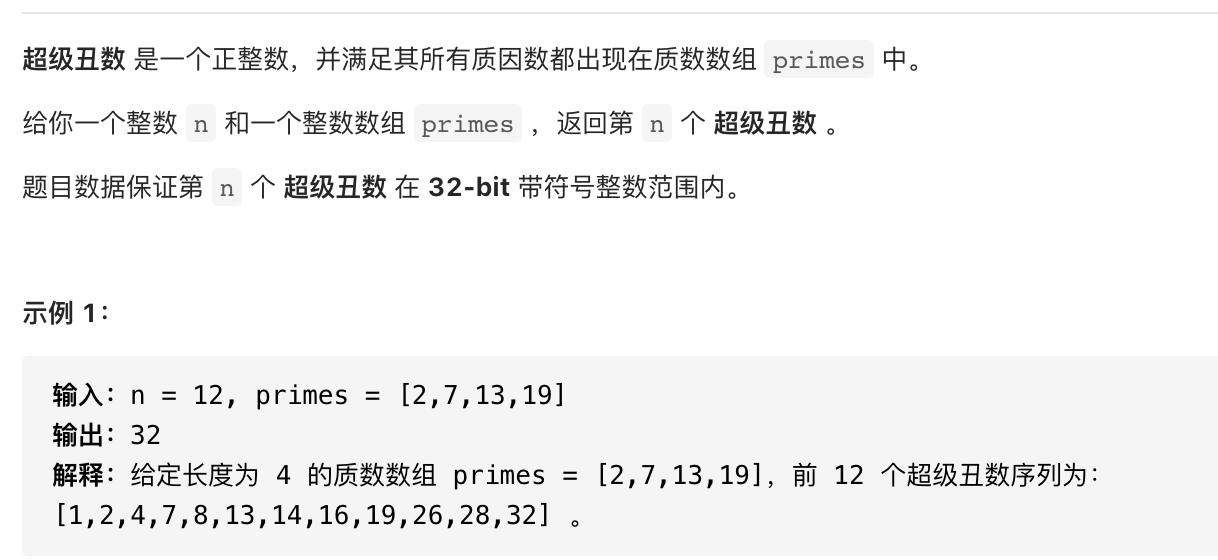 超级丑数 是一个正整数，并满足其所有质因数都出现在质数数组 primes 中。
给你一个整数 n 和一个整数数组 primes ，返回第 n 个 超级丑数 。
题目数据保证第 n 个 超级丑数 在 32-bit 带符号整数范围内。
示例 1：
输入：n = 12, primes = [2,7,13,19]
输出：32
解释：给定长度为 4 的质数数组 primes = [2,7,13,19]，前 12 个超级丑数序列为：
[1,2,4,7,8,13,14,16,19,26,28,32] 。